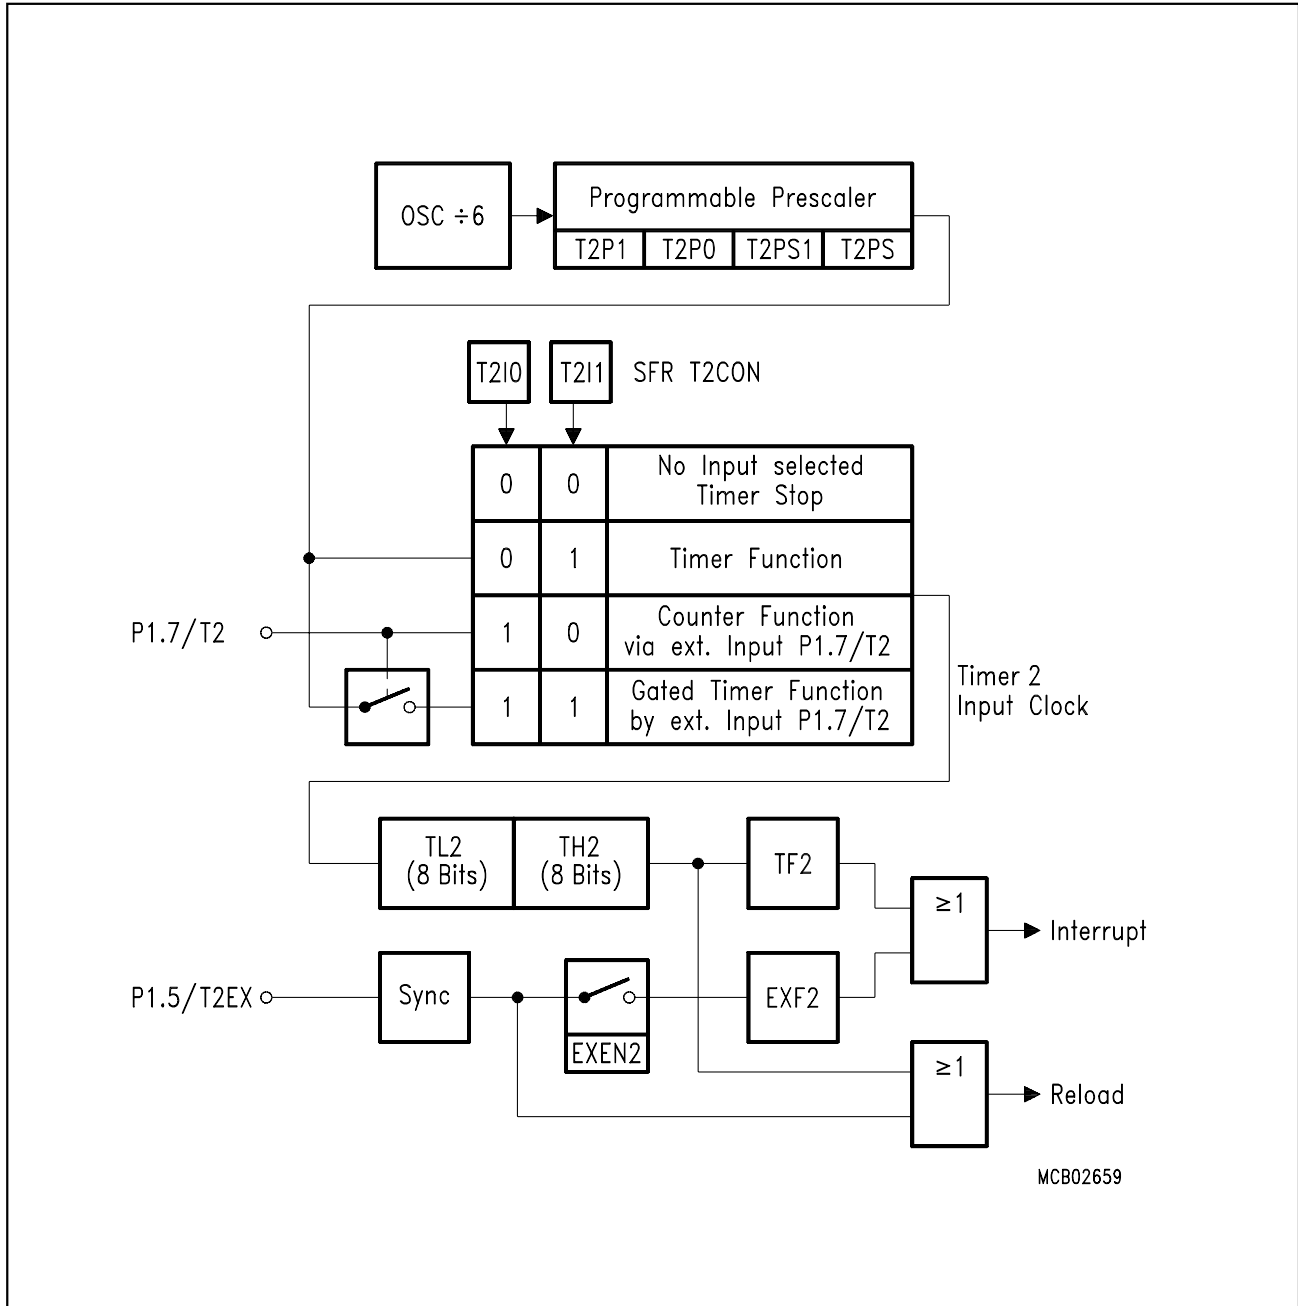 OSC ÷6
Programmable Prescaler
T2P1 T2P0 T2PS1 T2PS
T2I0 T2I1 SFR T2CON
0 0 No Input selected
Timer Stop
0 1 Timer Function
P1.7/T2
1 0 Counter Function
via ext. Input P1.7/T2
1 1 Gated Timer Function
by ext. Input P1.7/T2
Timer 2
Input Clock
TL2
(8 Bits)
TH2
(8 Bits)
TF2
≥1
Interrupt
P1.5/T2EX
Sync
EXEN2
EXF2
≥1
Reload
MCB02659